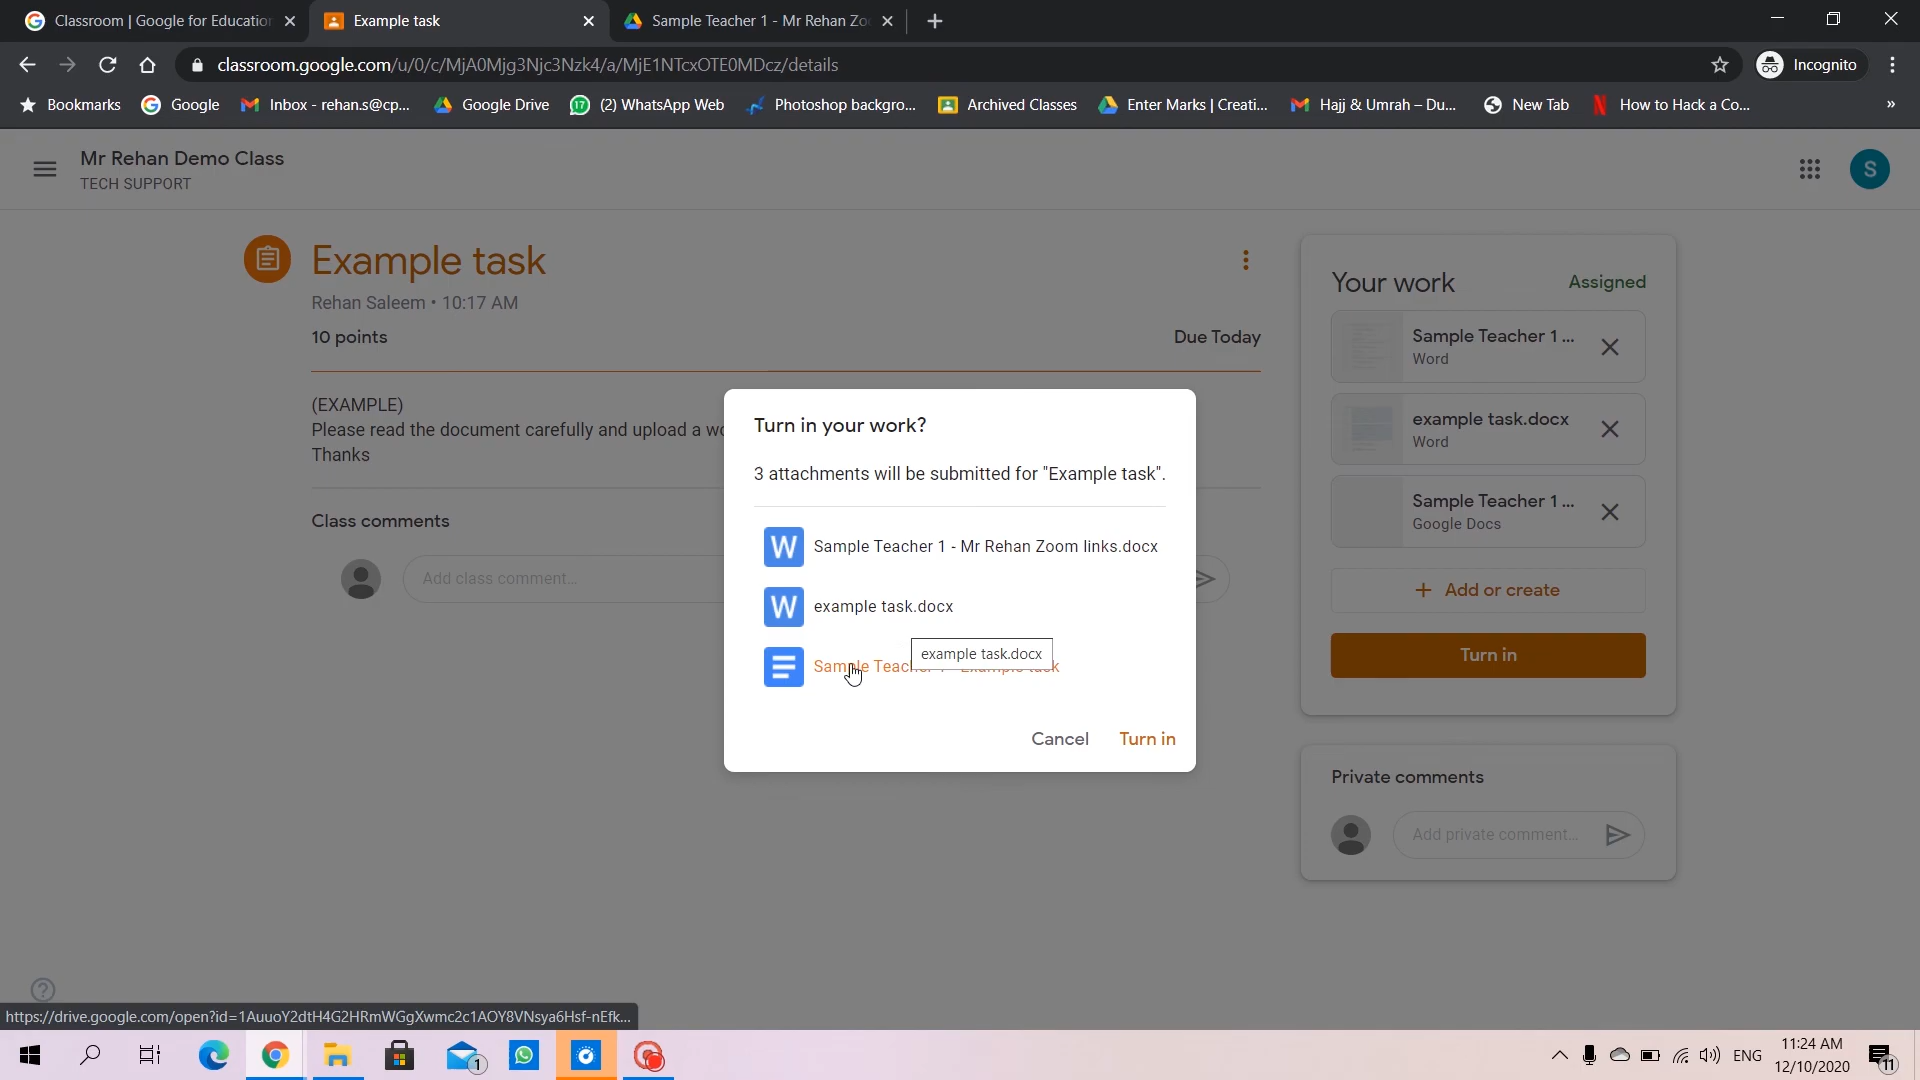 Classroom | Google for Educatio
Example task
Sample Teacher 1 - Mr Rehan Zo
classroom.google.com/u/0/c/MjA0Mjg3Njc3Nzk4/a/MjE1NTcxOTE0MDcz/details
Incognito
Bookmarks
Google
Inbox - rehan.s@cp...
Google Drive
(2) WhatsApp Web
Photoshop backgro...
Archived Classes
Enter Marks | Creati...
Hajj & Umrah – Du...
New Tab
How to Hack a Co...
»
Mr Rehan Demo Class
TECH SUPPORT
S
Example task
Rehan Saleem • 10:17 AM
10 points
Due Today
(EXAMPLE)
Please read the document carefully and upload a
Thanks
Class comments
Add class comment...
Turn in your work?
3 attachments will be submitted for "Example task".
W
Sample Teacher 1 - Mr Rehan Zoom links.docx
W
example task.docx
example task.docx
Cancel
Turn in
Your work
Assigned
Sample Teacher 1 ...
Word
example task.docx
Word
Sample Teacher 1 ...
Google Docs
+ Add or create
Turn in
Private comments
Add private comment...
https://drive.google.com/open?id=1AuuoY2dtH4G2HRmWGgXwmc2c1AOY8VNsya6Hsf-nEfk...
1
ENG
11:24 AM
12/10/2020
11